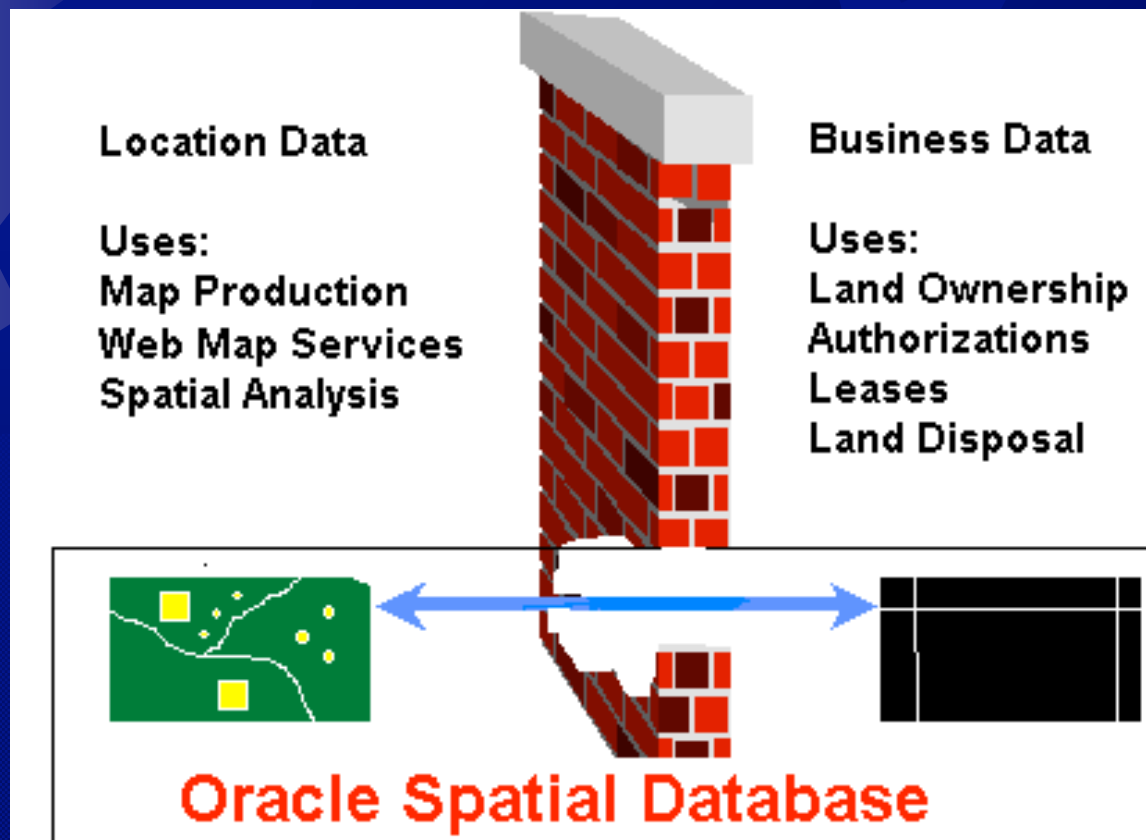 Location Data
Uses:
Map Production
Web Map Services
Spatial Analysis
Business Data
Uses:
Land Ownership
Authorizations
Leases
Land Disposal
Oracle Spatial Database